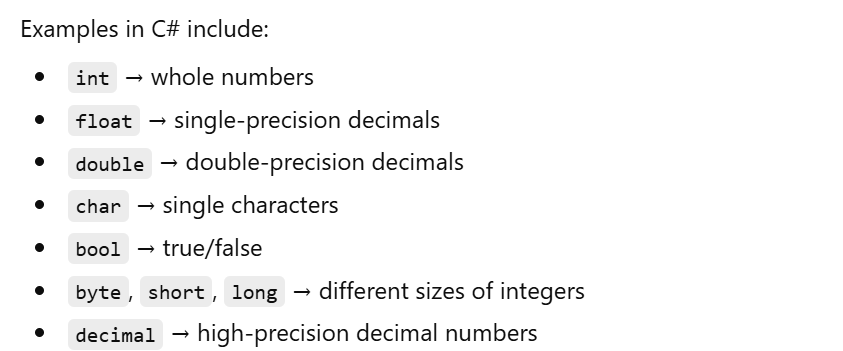 Examples in C# include:
• int → whole numbers
• float → single-precision decimals
• double → double-precision decimals
• char → single characters
• bool → true/false
• byte, short, long → different sizes of integers
• decimal → high-precision decimal numbers